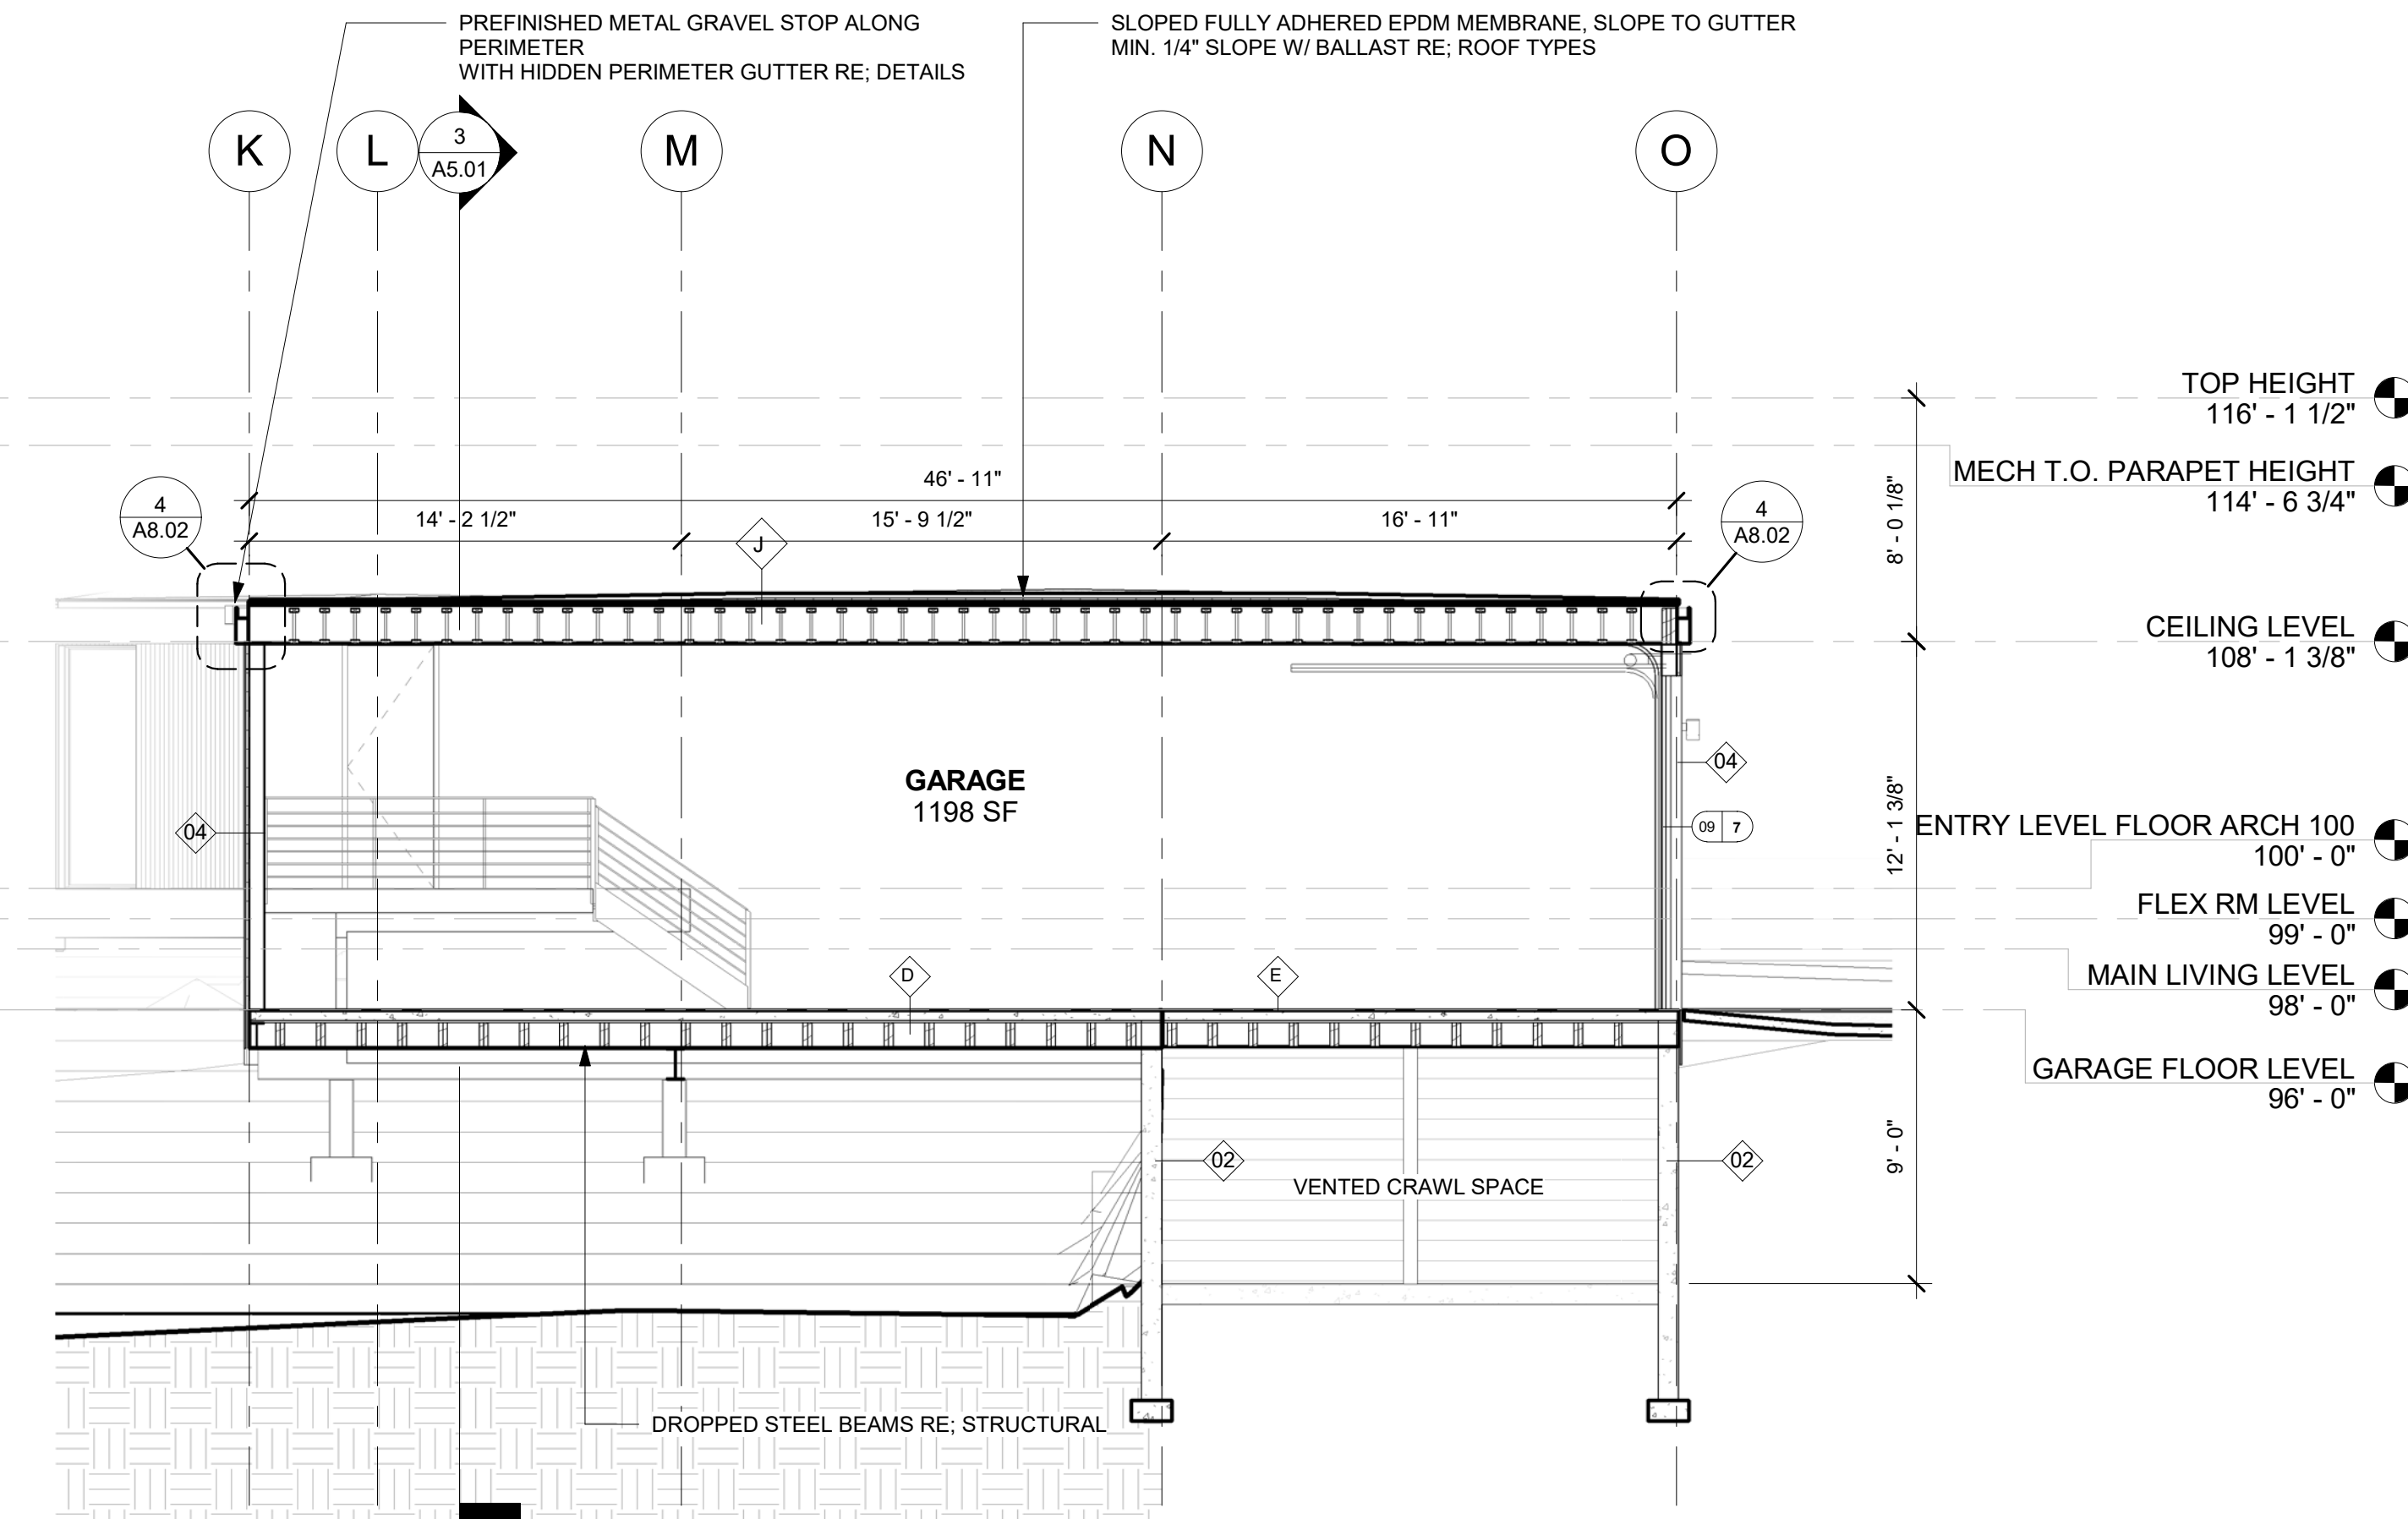 PREFINISHED METAL GRAVEL STOP ALONG
PERIMETER
WITH HIDDEN PERIMETER GUTTER RE; DETAILS
SLOPED FULLY ADHERED EPDM MEMBRANE, SLOPE TO GUTTER
MIN. 1/4" SLOPE W/ BALLAST RE; ROOF TYPES
K
L
3
A5.01
M
N
O
TOP HEIGHT
116' - 1 1/2"
MECH T.O. PARAPET HEIGHT
114' - 6 3/4"
46' - 11"
14' - 2 1/2"
15' - 9 1/2"
16' - 11"
8' - 0 1/8"
4
A8.02
J
4
A8.02
CEILING LEVEL
108' - 1 3/8"
GARAGE
1198 SF
04
04
09 7
12' - 1 3/8"
ENTRY LEVEL FLOOR ARCH 100
100' - 0"
FLEX RM LEVEL
99' - 0"
D
E
MAIN LIVING LEVEL
98' - 0"
GARAGE FLOOR LEVEL
96' - 0"
02
02
9' - 0"
VENTED CRAWL SPACE
DROPPED STEEL BEAMS RE; STRUCTURAL